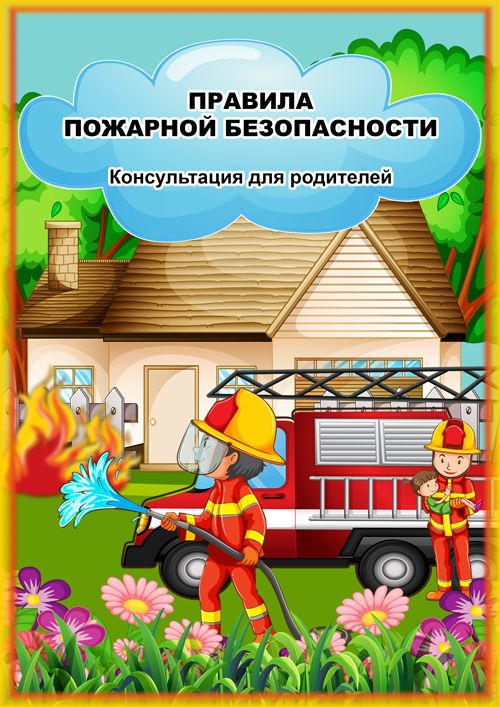 ПРАВИЛА
ПОЖАРНОЙ БЕЗОПАСНОСТИ
Консультация для родителей